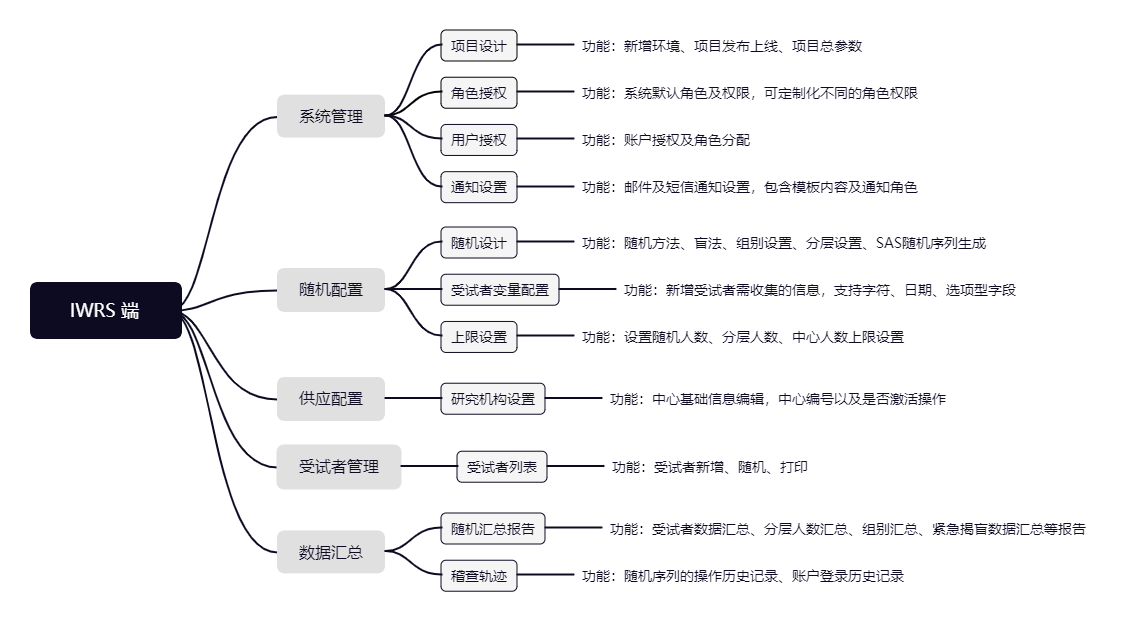 IWRS 端
系统管理
项目设计
功能：新增环境、项目发布上线、项目总参数
角色授权
功能：系统默认角色及权限，可定制化不同的角色权限
用户授权
功能：账户授权及角色分配
通知设置
功能：邮件及短信通知设置，包含模板内容及通知角色
随机配置
随机设计
功能：随机方法、盲法、组别设置、分层设置、SAS随机序列生成
受试者变量配置
功能：新增受试者需收集的信息，支持字符、日期、选项型字段
上限设置
功能：设置随机人数、分层人数、中心人数上限设置
供应配置
研究机构设置
功能：中心基础信息编辑，中心编号以及是否激活操作
受试者管理
受试者列表
功能：受试者新增、随机、打印
数据汇总
随机汇总报告
功能：受试者数据汇总、分层人数汇总、组别汇总、紧急揭盲数据汇总等报告
稽查轨迹
功能：随机序列的操作历史记录、账户登录历史记录